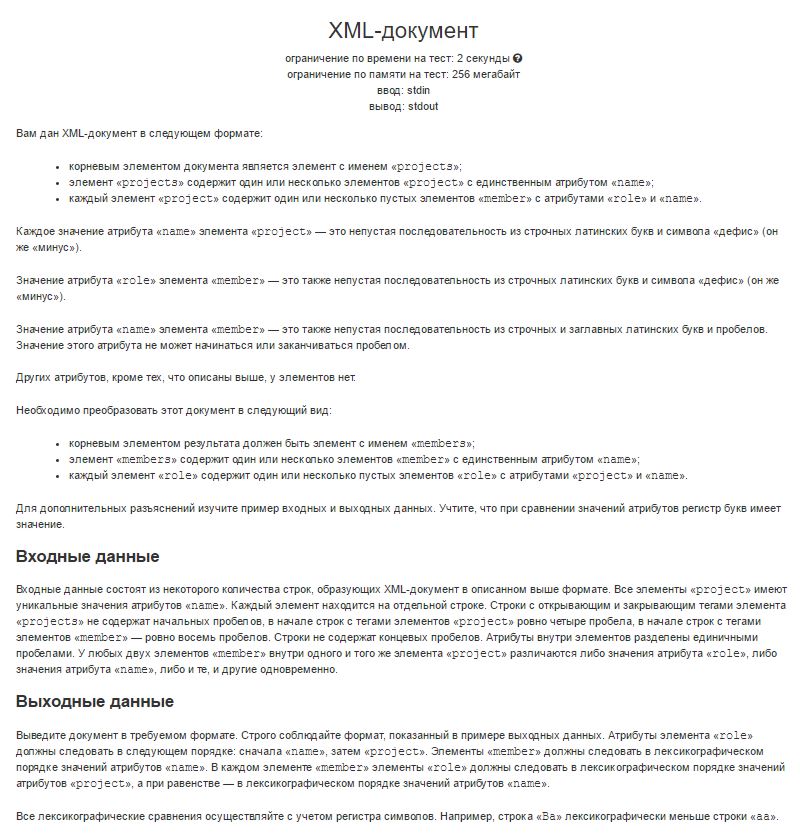 XML-документ
ограничение по времени на тест: 2 секунды
ограничение по памяти на тест: 256 мегабайт
ввод: stdin
вывод: stdout
Вам дан XML-документ в следующем формате:
• корневым элементом документа является элемент с именем «projects»;
• элемент «projects» содержит один или несколько элементов «project» с единственным атрибутом «name»;
• каждый элемент «project» содержит один или несколько пустых элементов «member» с атрибутами «role» и «name».
Каждое значение атрибута «name» элемента «project» — это непустая последовательность из строчных латинских букв и символа «дефис» (он
же «минус»).
Значение атрибута «role» элемента «member» — это также непустая последовательность из строчных латинских букв и символа «дефис» (он же
«минус»).
Значение атрибута «name» элемента «member» — это также непустая последовательность из строчных и заглавных латинских букв и пробелов.
Значение этого атрибута не может начинаться или заканчиваться пробелом.
Других атрибутов, кроме тех, что описаны выше, у элементов нет.
Необходимо преобразовать этот документ в следующий вид:
• корневым элементом результата должен быть элемент с именем «members»;
• элемент «members» содержит один или несколько элементов «member» с единственным атрибутом «name»;
• каждый элемент «role» содержит один или несколько пустых элементов «role» с атрибутами «project» и «name».
Для дополнительных разъяснений изучите пример входных и выходных данных. Учтите, что при сравнении значений атрибутов регистр букв имеет
значение.
Входные данные
Входные данные состоят из некоторого количества строк, образующих XML-документ в описанном выше формате. Все элементы «project» имеют
уникальные значения атрибутов «name». Каждый элемент находится на отдельной строке. Строки с открывающим и закрывающим тегами элемента
«projects» не содержат начальных пробелов, в начале строк с тегами элементов «project» ровно четыре пробела, в начале строк с тегами
элементов «member» — ровно восемь пробелов. Строки не содержат концевых пробелов. Атрибуты внутри элементов разделены единичными
пробелами. У любых двух элементов «member» внутри одного и того же элемента «project» различаются либо значения атрибута «role», либо
значения атрибута «name», либо и те, и другие одновременно.
Выходные данные
Выведите документ в требуемом формате. Строго соблюдайте формат, показанный в примере выходных данных. Атрибуты элемента «role»
должны следовать в следующем порядке: сначала «name», затем «project». Элементы «member» должны следовать в лексикографическом
порядке значений атрибутов «name». В каждом элементе «member» элементы «role» должны следовать в лексикографическом порядке значений
атрибутов «project», а при равенстве — в лексикографическом порядке значений атрибутов «name».
Все лексикографические сравнения осуществляйте с учетом регистра символов. Например, строка «Ba» лексикографически меньше строки «aa».